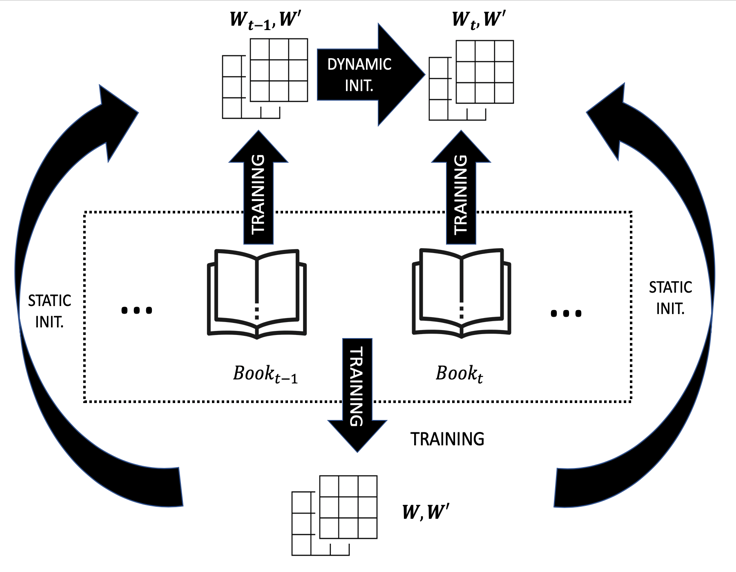 W_{t−1}, W′
W_t, W′
DYNAMIC
INIT.
TRAINING
TRAINING
STATIC
INIT.
STATIC
INIT.
...
...
Book_{t−1}
Book_t
TRAINING
TRAINING
W, W′